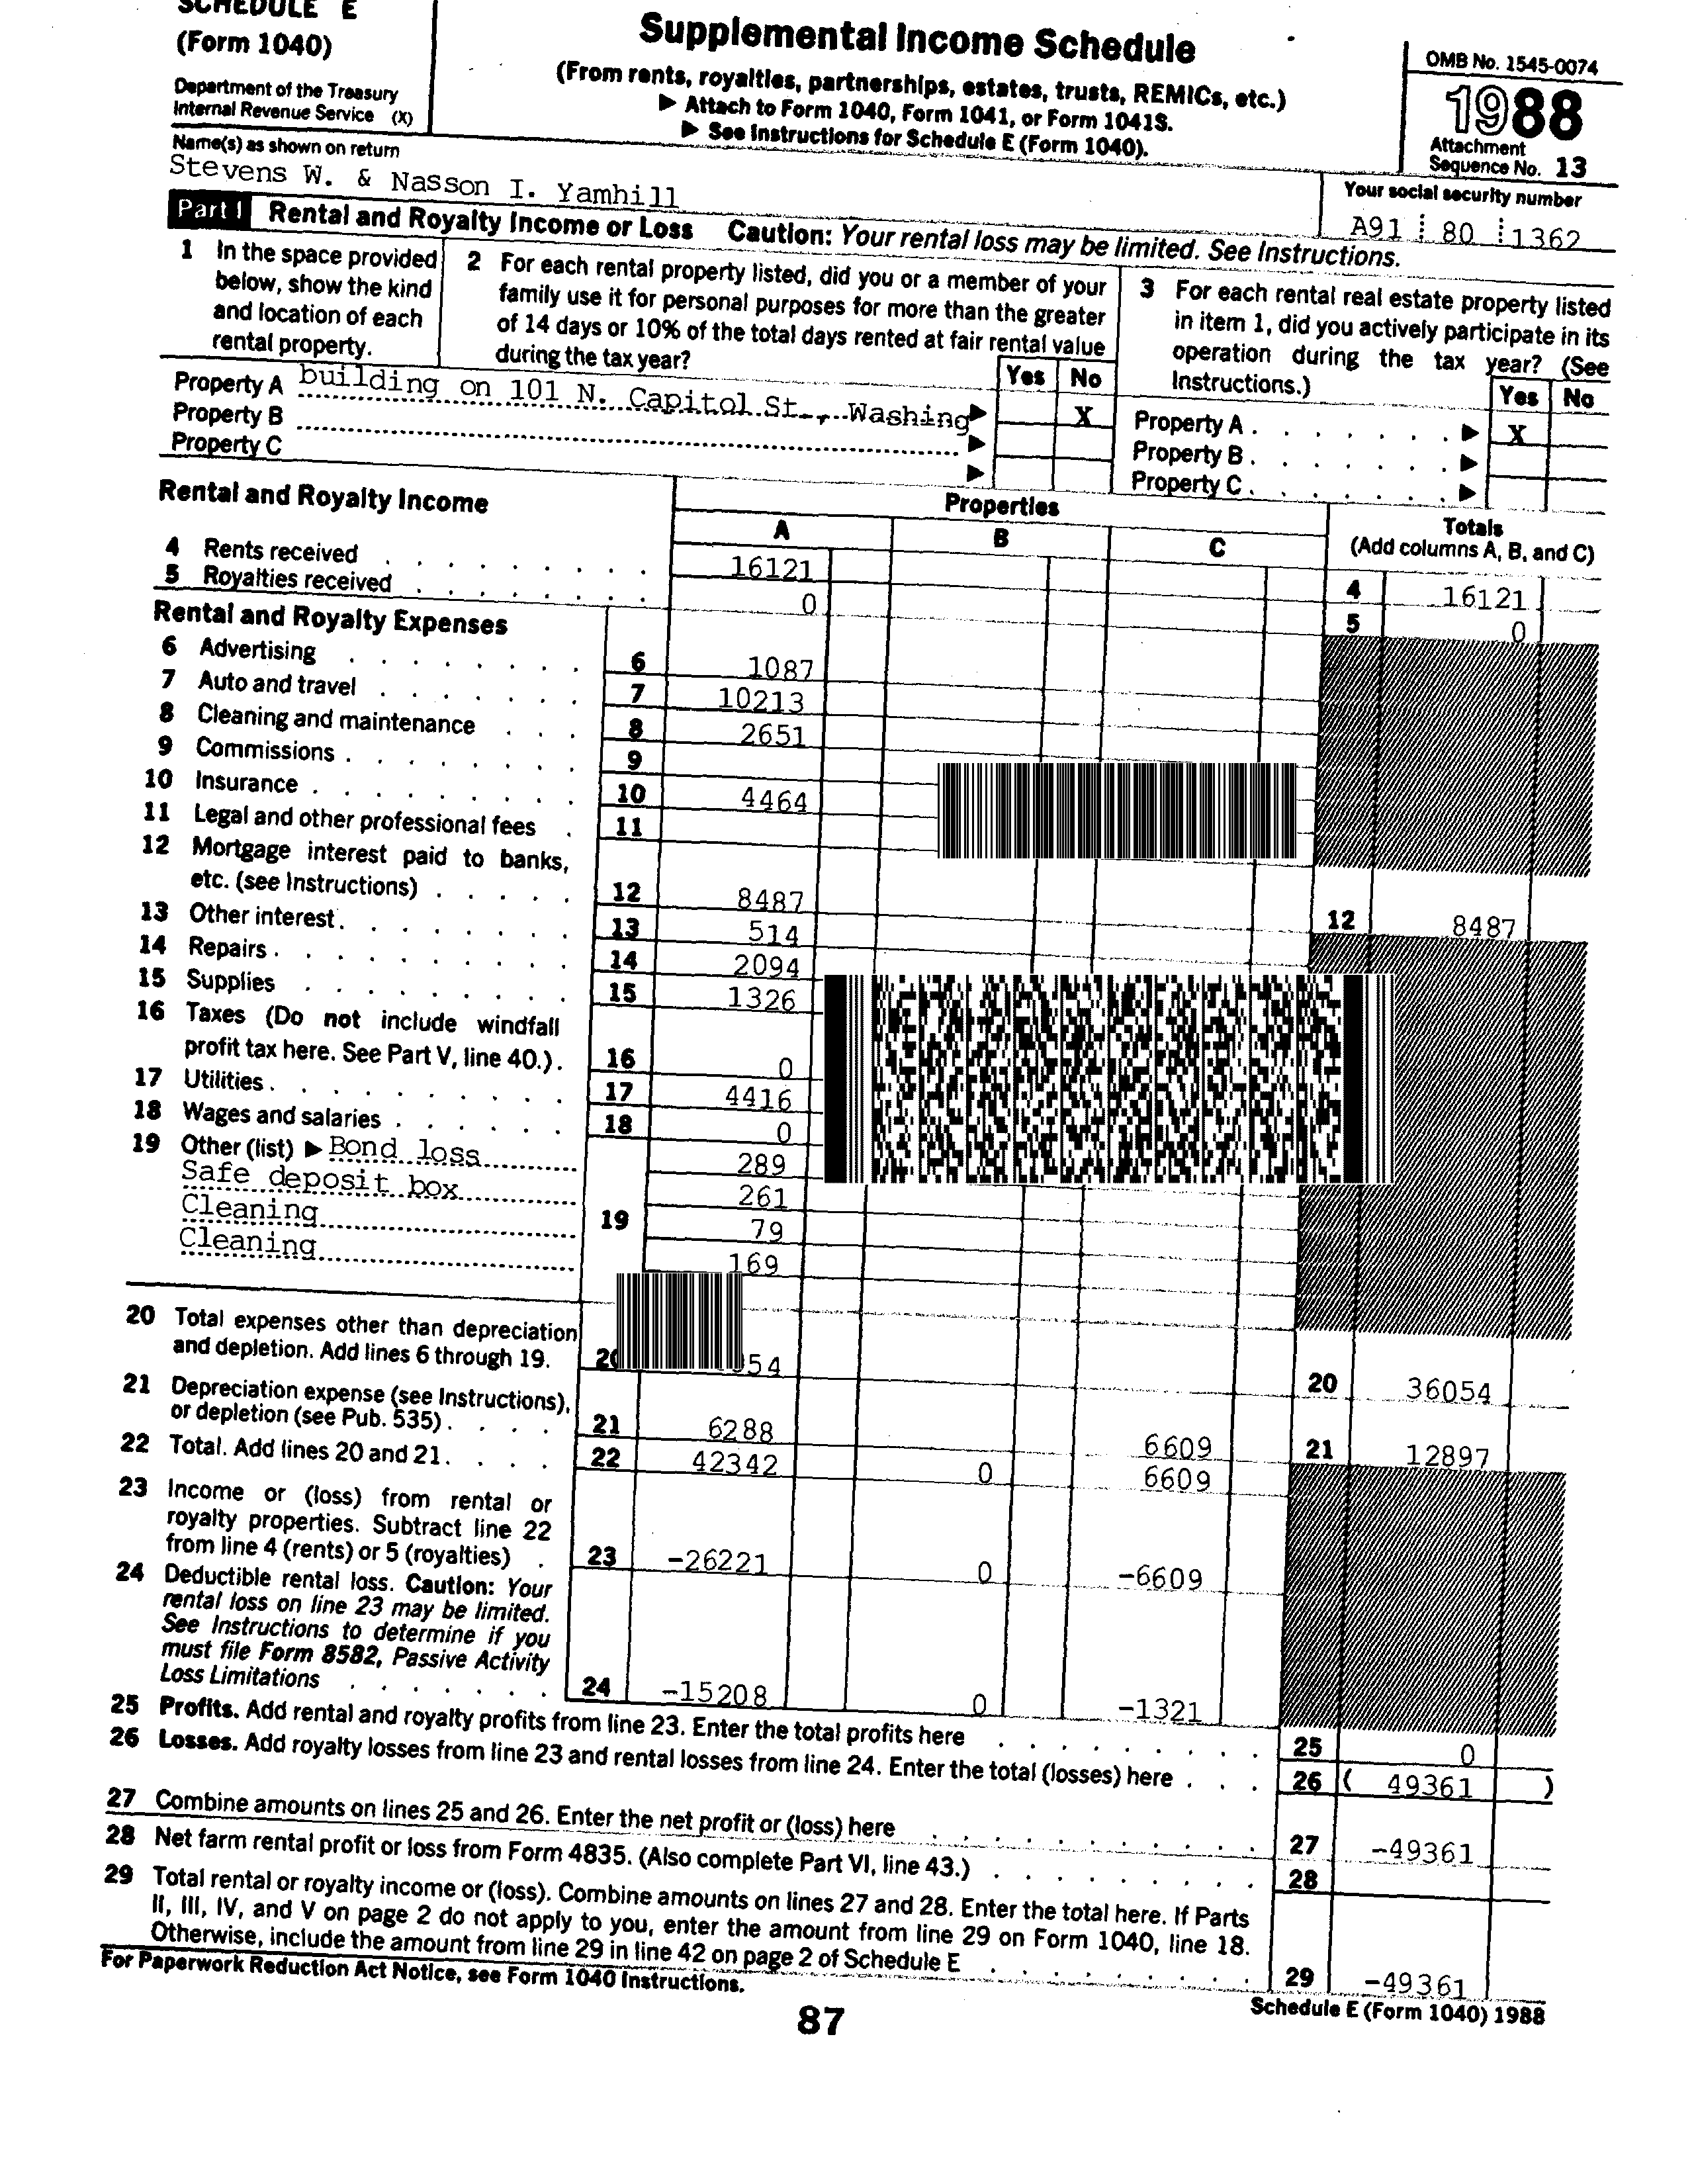 SCHEDULE E
(Form 1040)
Department of the Treasury
Internal Revenue Service (X)
Supplemental Income Schedule
(From rents, royalties, partnerships, estates, trusts, REMICs, etc.)
▶ Attach to Form 1040, Form 1041, or Form 1041S.
▶ See Instructions for Schedule E (Form 1040).
OMB No. 1545-0074
1988
Attachment
Sequence No. 13
Name(s) as shown on return
Stevens W. & Nasson I. Yamhill
Your social security number
A91 80 1362
Part I Rental and Royalty Income or Loss Caution: Your rental loss may be limited. See Instructions.
1 In the space provided
below, show the kind
and location of each
rental property.
2 For each rental property listed, did you or a member of your
family use it for personal purposes for more than the greater
of 14 days or 10% of the total days rented at fair rental value
during the tax year?
Yes No
3 For each rental real estate property listed
in item 1, did you actively participate in its
operation during the tax year? (See
Instructions.)
Yes No
Property A building on 101 N. Capitol St., Washing ▶ X
Property B ▶
Property C ▶
Property A . . . . . . . ▶ X
Property B . . . . . . . ▶
Property C . . . . . . . ▶
Rental and Royalty Income
Properties
A B C
Totals
(Add columns A, B, and C)
4 Rents received 16121 4 16121
5 Royalties received 0 5 0
Rental and Royalty Expenses
6 Advertising 6 1087
7 Auto and travel 7 10213
8 Cleaning and maintenance 8 2651
9 Commissions 9
10 Insurance 10 4464
11 Legal and other professional fees 11
12 Mortgage interest paid to banks,
etc. (see Instructions) 12 8487 12 8487
13 Other interest 13 514
14 Repairs 14 2094
15 Supplies 15 1326
16 Taxes (Do not include windfall
profit tax here. See Part V, line 40.) 16 0
17 Utilities 17 4416
18 Wages and salaries 18 0
19 Other (list) ▶ Bond loss 289
Safe deposit box 261
Cleaning 19 79
Cleaning 169
20 Total expenses other than depreciation
and depletion. Add lines 6 through 19. 54 20 36054
21 Depreciation expense (see Instructions),
or depletion (see Pub. 535) 21 6288 6609 21 12897
22 Total. Add lines 20 and 21 22 42342 0 6609
23 Income or (loss) from rental or
royalty properties. Subtract line 22
from line 4 (rents) or 5 (royalties) 23 -26221 0 -6609
24 Deductible rental loss. Caution: Your
rental loss on line 23 may be limited.
See Instructions to determine if you
must file Form 8582, Passive Activity
Loss Limitations 24 -15208 0 -1321
25 Profits. Add rental and royalty profits from line 23. Enter the total profits here 25 0
26 Losses. Add royalty losses from line 23 and rental losses from line 24. Enter the total (losses) here 26 ( 49361 )
27 Combine amounts on lines 25 and 26. Enter the net profit or (loss) here 27 -49361
28 Net farm rental profit or loss from Form 4835. (Also complete Part VI, line 43.) 28
29 Total rental or royalty income or (loss). Combine amounts on lines 27 and 28. Enter the total here. If Parts
II, III, IV, and V on page 2 do not apply to you, enter the amount from line 29 on Form 1040, line 18.
Otherwise, include the amount from line 29 in line 42 on page 2 of Schedule E 29 -49361
For Paperwork Reduction Act Notice, see Form 1040 Instructions.
Schedule E (Form 1040) 1988
87